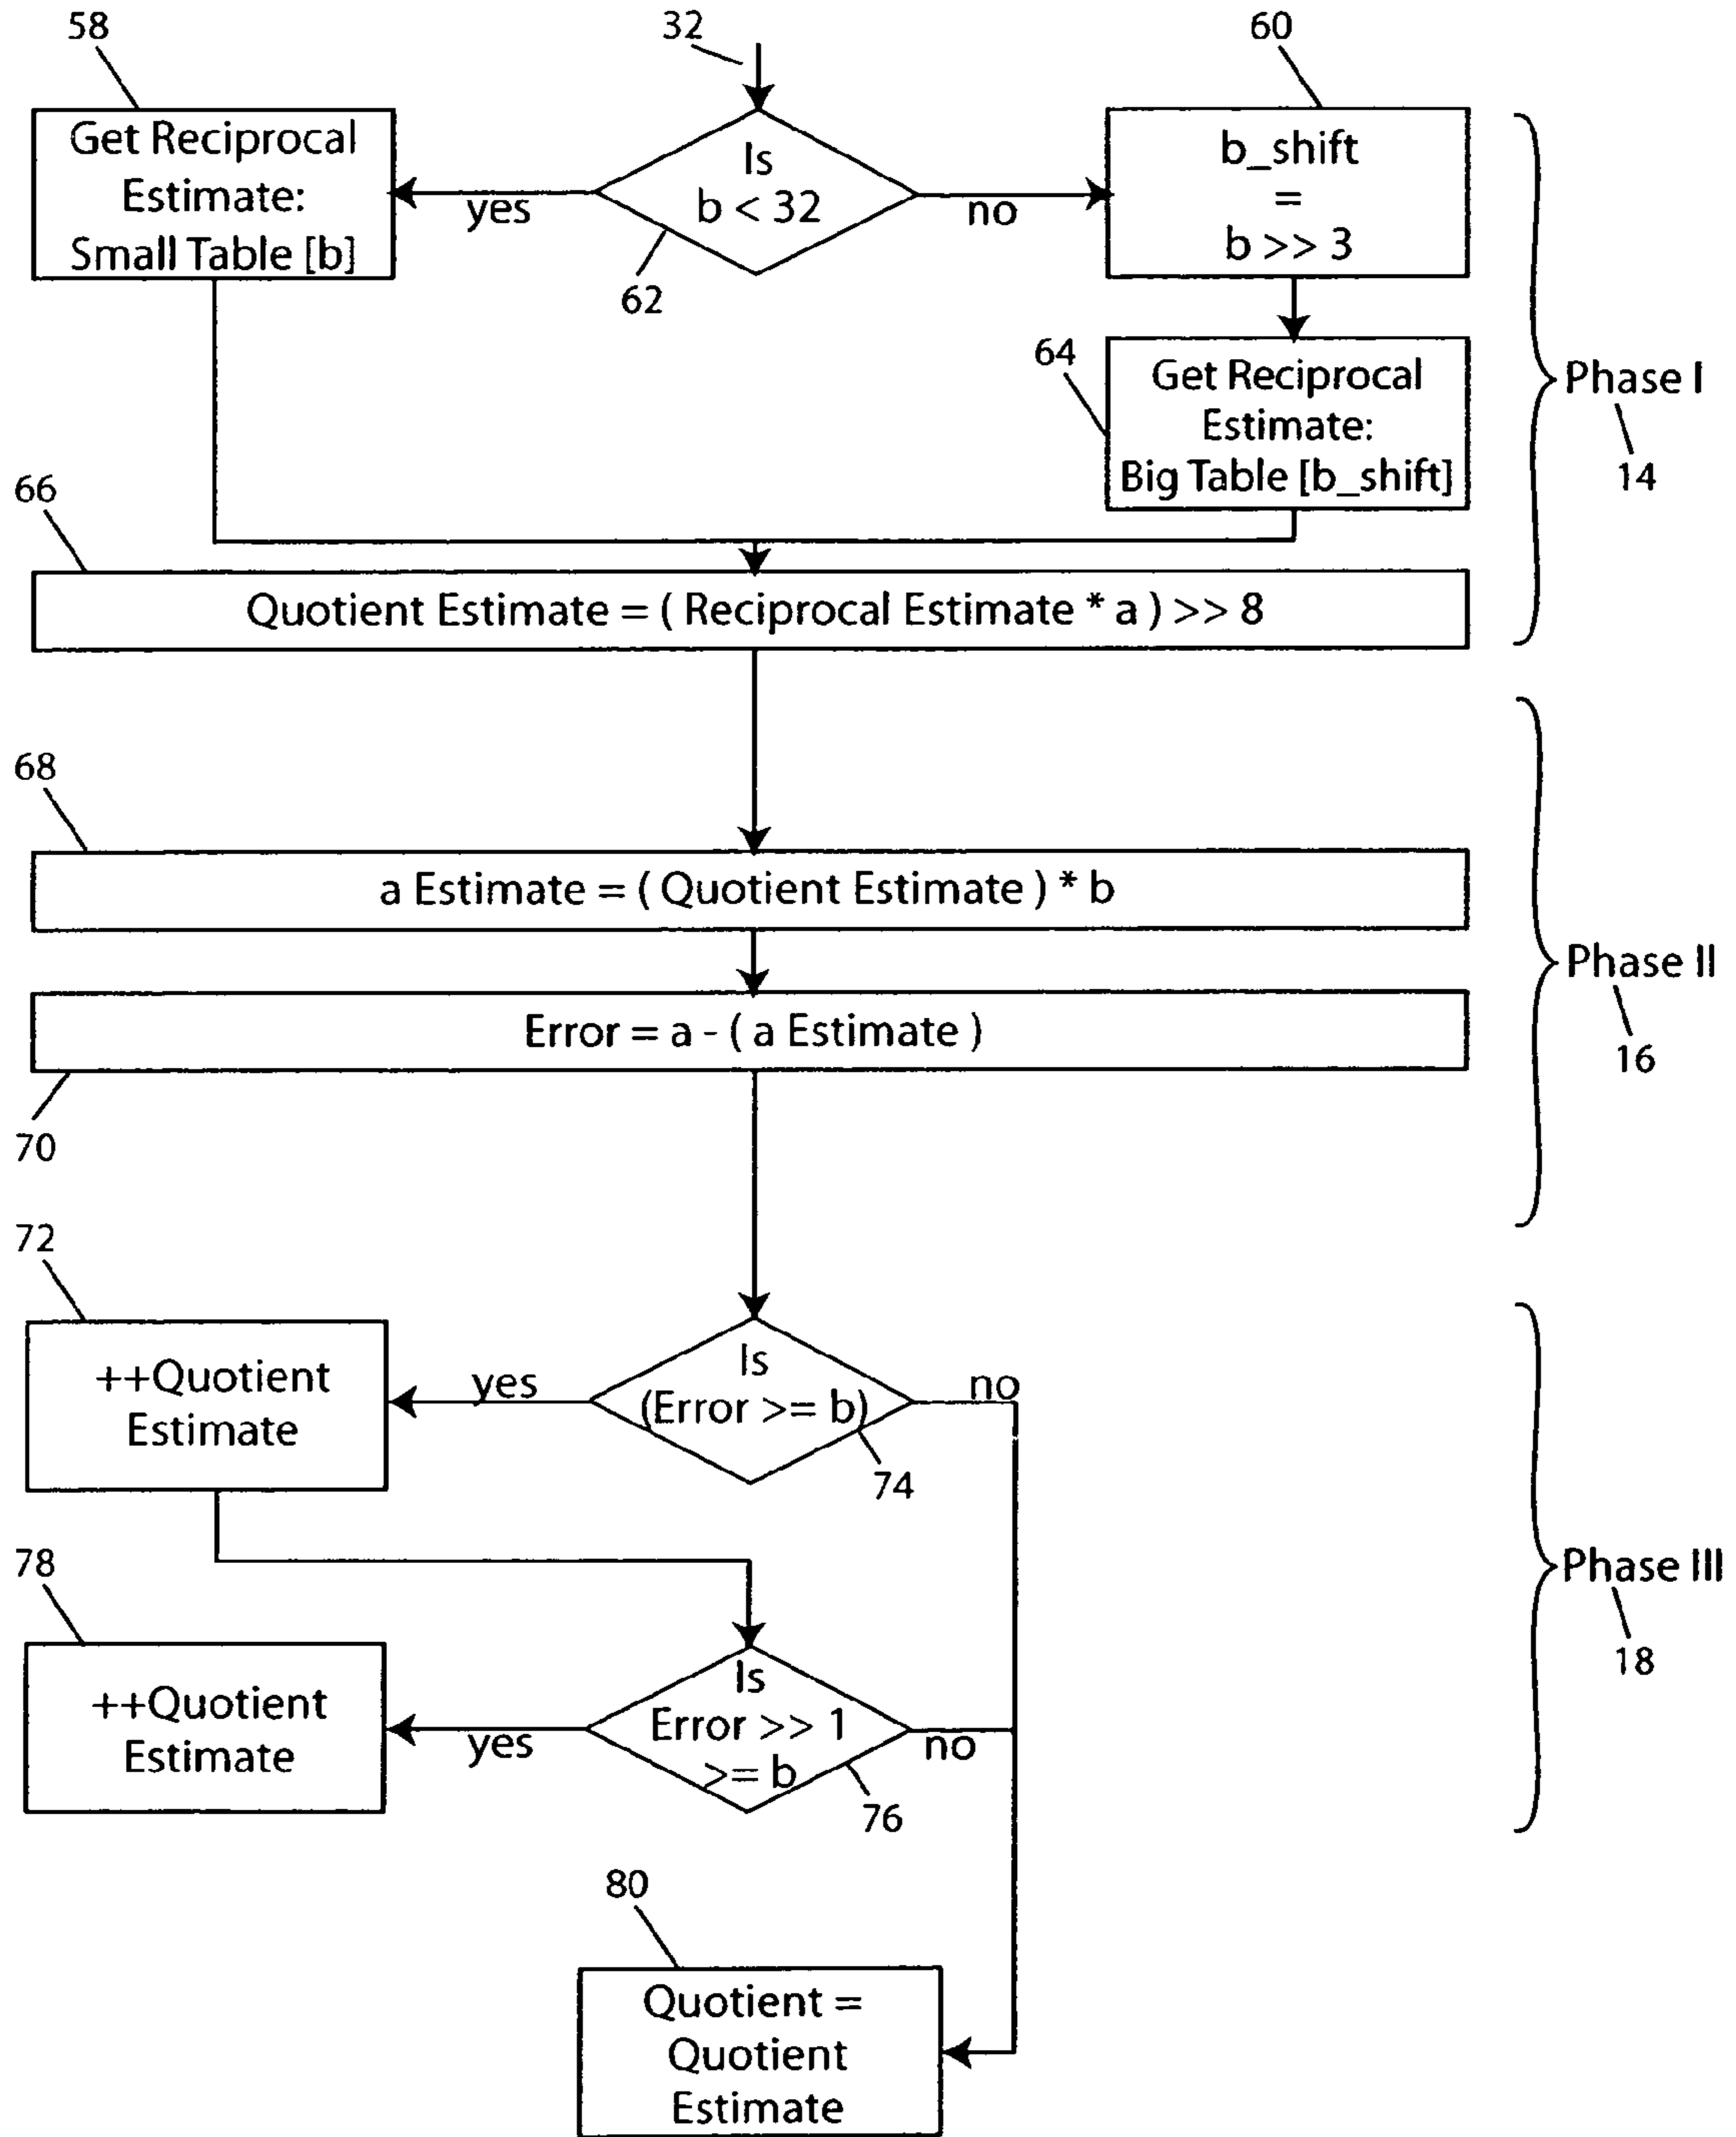 58
32
60
Get Reciprocal
Estimate:
Small Table [b]
Is
b < 32
yes
no
62
b_shift
=
b >> 3
64
Get Reciprocal
Estimate:
Big Table [b_shift]
Phase I
14
66
Quotient Estimate = ( Reciprocal Estimate * a ) >> 8
68
a Estimate = ( Quotient Estimate ) * b
Error = a - ( a Estimate )
70
Phase II
16
72
++Quotient
Estimate
yes
Is
(Error >= b)
no
74
78
++Quotient
Estimate
yes
Is
Error >> 1
>= b
no
76
Phase III
18
80
Quotient =
Quotient
Estimate